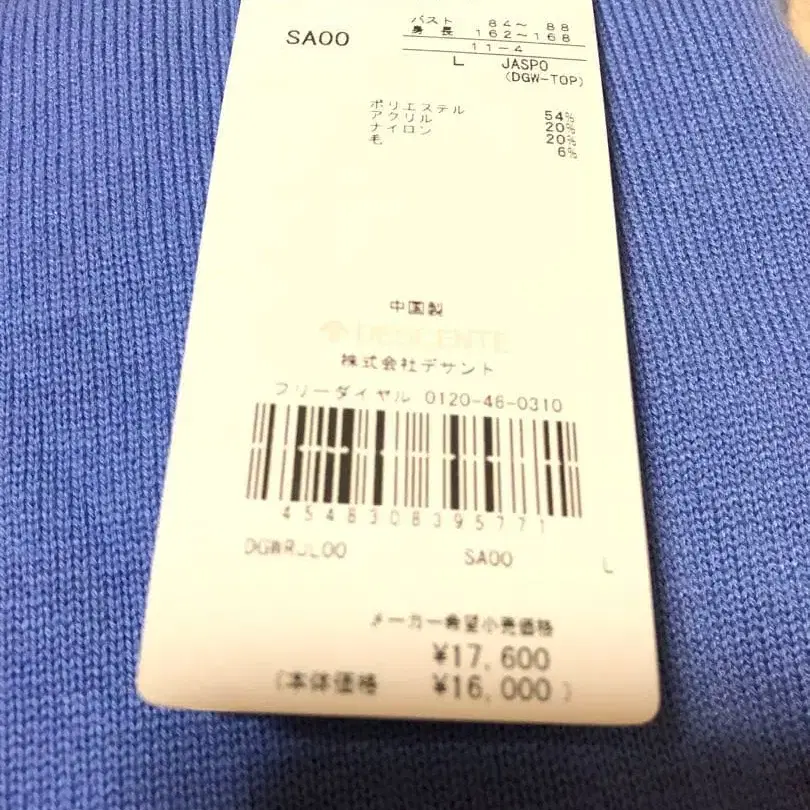 バスト 84～ 88
SA00 身長 162～168
11-4
L JASPO
(DGW-TOP)
ポリエステル 54%
アクリル 20%
ナイロン 20%
毛 6%
中国製
DESCENTE
株式会社デサント
フリーダイヤル 0120-46-0310
4548308395771
DGWRJL00 SA00 L
メーカー希望小売価格
¥17,600
(本体価格 ¥16,000)